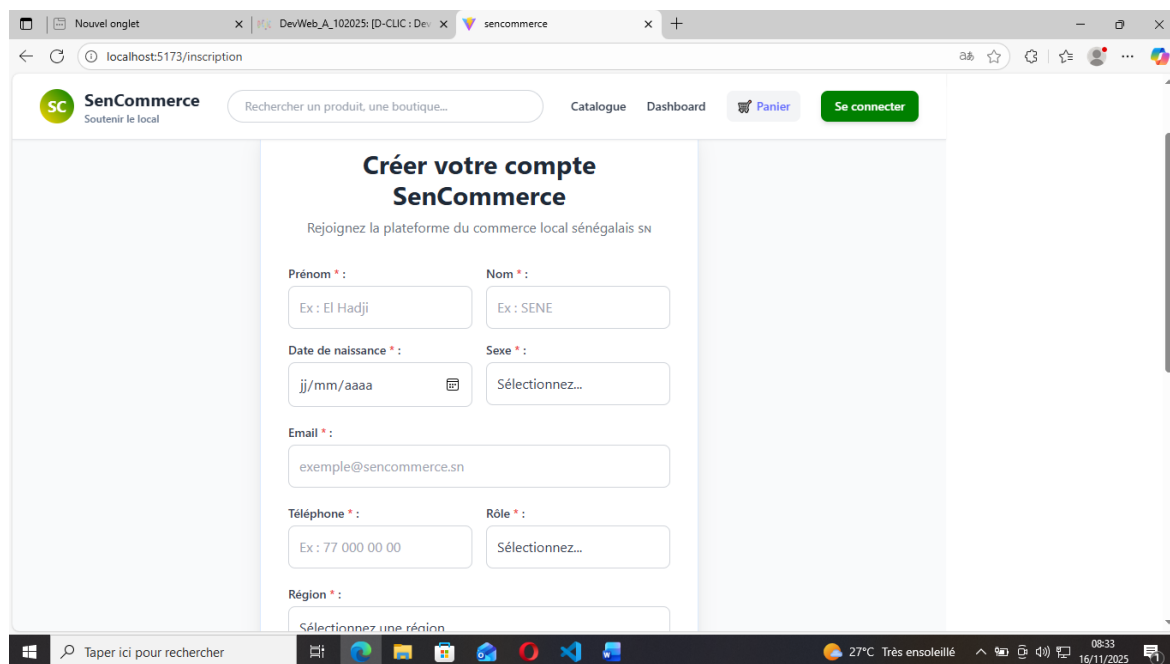 Nouvel onglet
DevWeb_A_102025: [D-CLIC : Dev
sencommerce
localhost:5173/inscription
SC
SenCommerce
Soutenir le local
Rechercher un produit, une boutique...
Catalogue
Dashboard
Panier
Se connecter
Créer votre compte
SenCommerce
Rejoignez la plateforme du commerce local sénégalais SN
Prénom * :
Nom * :
Ex : El Hadji
Ex : SENE
Date de naissance * :
Sexe * :
jj/mm/aaaa
Sélectionnez...
Email * :
exemple@sencommerce.sn
Téléphone * :
Rôle * :
Ex : 77 000 00 00
Sélectionnez...
Région * :
Sélectionnez une région
Taper ici pour rechercher
27°C Très ensoleillé
08:33
16/11/2025